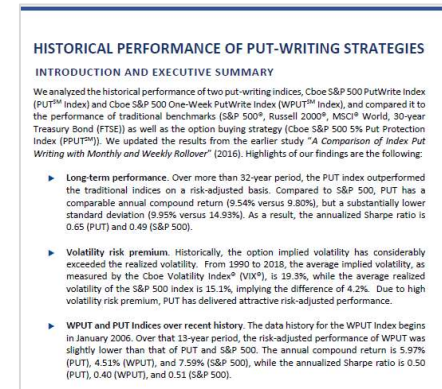 HISTORICAL PERFORMANCE OF PUT-WRITING STRATEGIES
INTRODUCTION AND EXECUTIVE SUMMARY
We analyzed the historical performance of two put-writing indices, Cboe S&P 500 PutWrite Index
(PUT℠ Index) and Cboe S&P 500 One-Week PutWrite Index (WPUT℠ Index), and compared it to
the performance of traditional benchmarks (S&P 500®, Russell 2000®, MSCI® World, 30-year
Treasury Bond (FTSE)) as well as the option buying strategy (Cboe S&P 500 5% Put Protection
Index (PPUT℠)). We updated the results from the earlier study "A Comparison of Index Put
Writing with Monthly and Weekly Rollover" (2016). Highlights of our findings are the following:
► Long-term performance. Over more than 32-year period, the PUT index outperformed
the traditional indices on a risk-adjusted basis. Compared to S&P 500, PUT has a
comparable annual compound return (9.54% versus 9.80%), but a substantially lower
standard deviation (9.95% versus 14.93%). As a result, the annualized Sharpe ratio is
0.65 (PUT) and 0.49 (S&P 500).
► Volatility risk premium. Historically, the option implied volatility has considerably
exceeded the realized volatility. From 1990 to 2018, the average implied volatility, as
measured by the Cboe Volatility Index® (VIX®), is 19.3%, while the average realized
volatility of the S&P 500 index is 15.1%, implying the difference of 4.2%. Due to high
volatility risk premium, PUT has delivered attractive risk-adjusted performance.
► WPUT and PUT Indices over recent history. The data history for the WPUT Index begins
in January 2006. Over that 13-year period, the risk-adjusted performance of WPUT was
slightly lower than that of PUT and S&P 500. The annual compound return is 5.97%
(PUT), 4.51% (WPUT), and 7.59% (S&P 500), while the annualized Sharpe ratio is 0.50
(PUT), 0.40 (WPUT), and 0.51 (S&P 500).